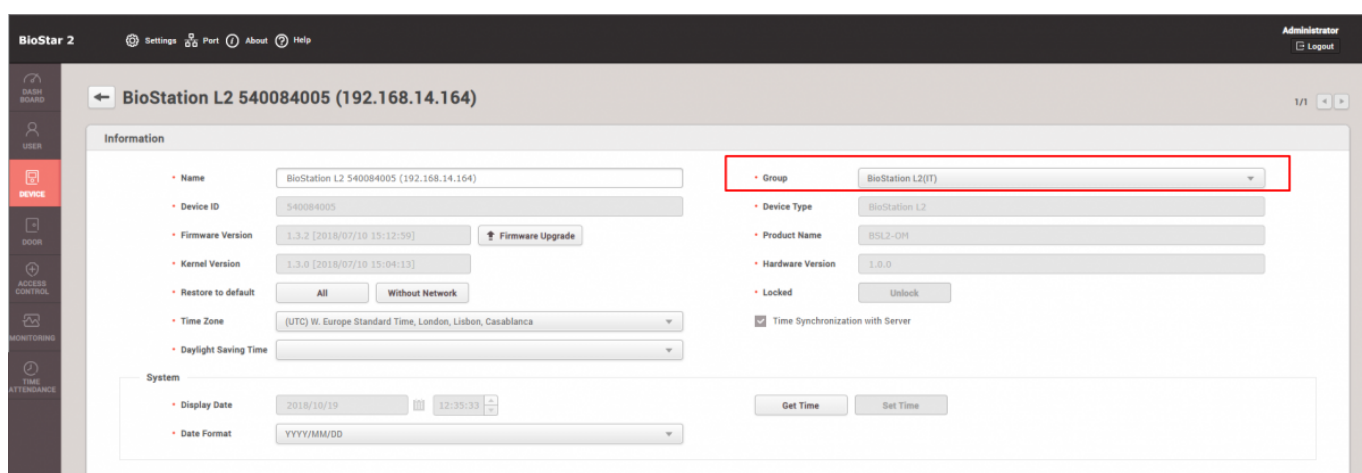 BioStar 2 Settings Port About Help Administrator
Logout
DASH
BOARD
BioStation L2 540084005 (192.168.14.164) 1/1
USER
Information
DEVICE
Name BioStation L2 540084005 (192.168.14.164) Group BioStation L2(IT)
Device ID 540084005 Device Type BioStation L2
DOOR
Firmware Version 1.3.2 [2018/07/10 15:12:59] Firmware Upgrade Product Name BSL2-OM
Kernel Version 1.3.0 [2018/07/10 15:04:13] Hardware Version 1.0.0
ACCESS
CONTROL
Restore to default All Without Network Locked Unlock
Time Zone (UTC) W. Europe Standard Time, London, Lisbon, Casablanca Time Synchronization with Server
MONITORING
Daylight Saving Time
TIME
ATTENDANCE
System
Display Date 2018/10/19 12:35:33 Get Time Set Time
Date Format YYYY/MM/DD